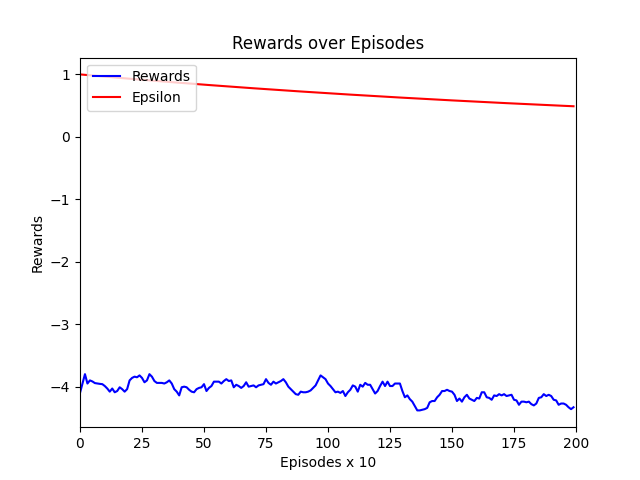 Rewards over Episodes
Rewards
Epsilon
1
0
−1
−2
−3
−4
Rewards
0 25 50 75 100 125 150 175 200
Episodes x 10